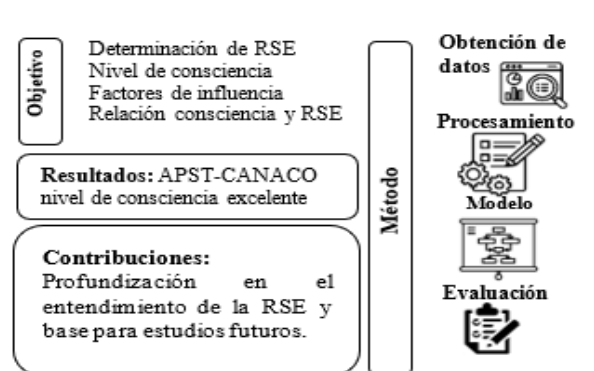 Objetivo
Determinación de RSE
Nivel de consciencia
Factores de influencia
Relación consciencia y RSE
Resultados: APST-CANACO
nivel de consciencia excelente
Contribuciones:
Profundización en el
entendimiento de la RSE y
base para estudios futuros.
Método
Obtención de
datos
Procesamiento
Modelo
Evaluación